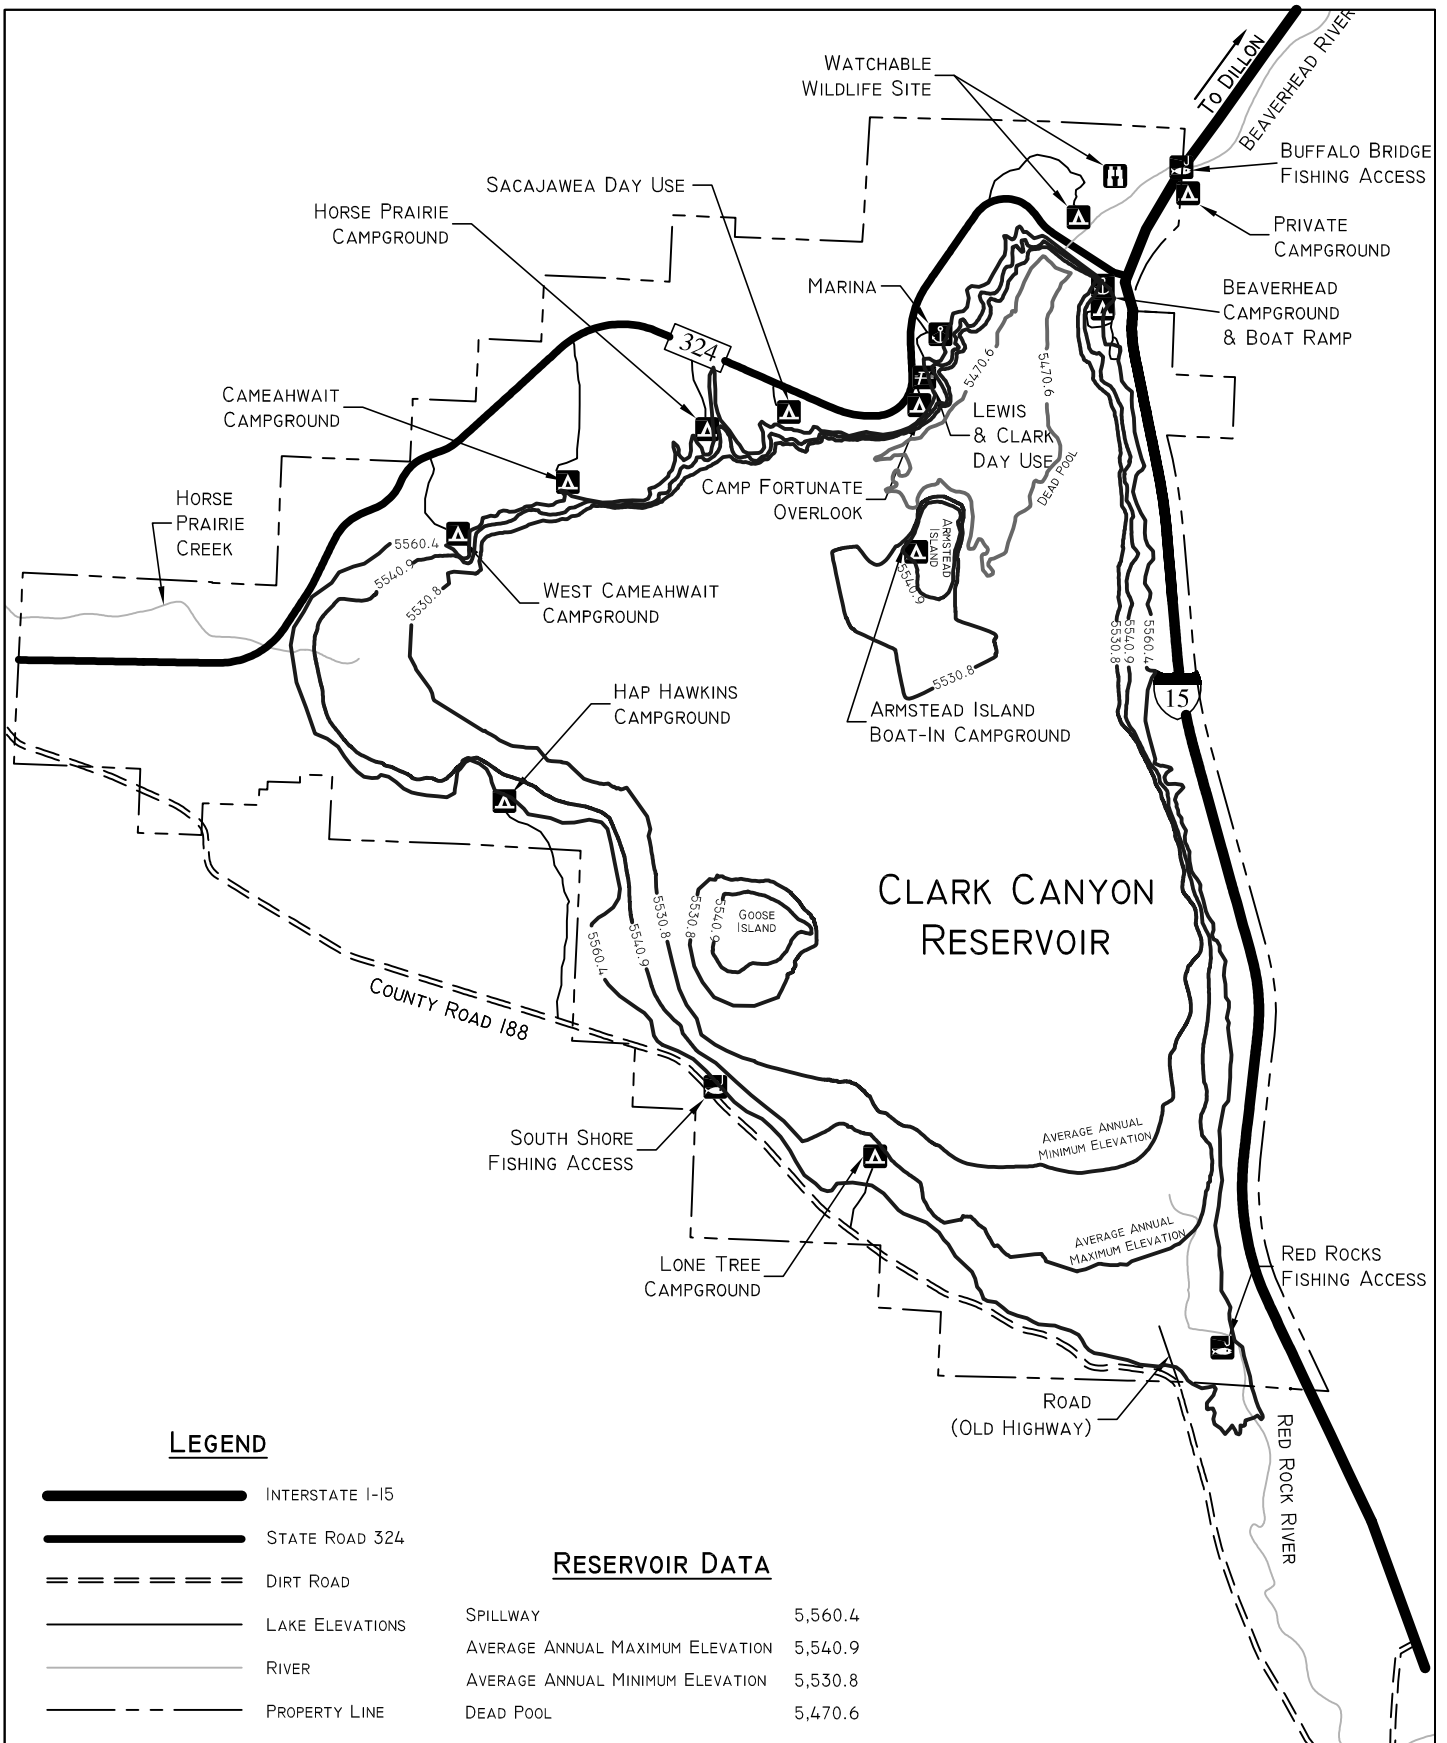 WATCHABLE
WILDLIFE SITE
TO DILLON
BEAVERHEAD RIVER
BUFFALO BRIDGE
FISHING ACCESS
SACAJAWEA DAY USE
HORSE PRAIRIE
CAMPGROUND
PRIVATE
CAMPGROUND
MARINA
BEAVERHEAD
CAMPGROUND
& BOAT RAMP
324
5470.6
5470.6
CAMEAHWAIT
CAMPGROUND
LEWIS
& CLARK
DAY USE
DEAD POOL
CAMP FORTUNATE
OVERLOOK
HORSE
PRAIRIE
CREEK
5560.4
5540.9
5530.8
ARMSTEAD
ISLAND
5540.9
WEST CAMEAHWAIT
CAMPGROUND
5530.8
5540.9
5560.4
5530.8
HAP HAWKINS
CAMPGROUND
ARMSTEAD ISLAND
BOAT-IN CAMPGROUND
15
CLARK CANYON
RESERVOIR
5560.4
5540.9
5530.8
5530.8
5540.9
GOOSE
ISLAND
COUNTY ROAD 188
SOUTH SHORE
FISHING ACCESS
AVERAGE ANNUAL
MINIMUM ELEVATION
AVERAGE ANNUAL
MAXIMUM ELEVATION
LONE TREE
CAMPGROUND
RED ROCKS
FISHING ACCESS
ROAD
(OLD HIGHWAY)
RED ROCK RIVER
LEGEND
INTERSTATE I-15
STATE ROAD 324
DIRT ROAD
LAKE ELEVATIONS
RIVER
PROPERTY LINE
RESERVOIR DATA
SPILLWAY 5,560.4
AVERAGE ANNUAL MAXIMUM ELEVATION 5,540.9
AVERAGE ANNUAL MINIMUM ELEVATION 5,530.8
DEAD POOL 5,470.6